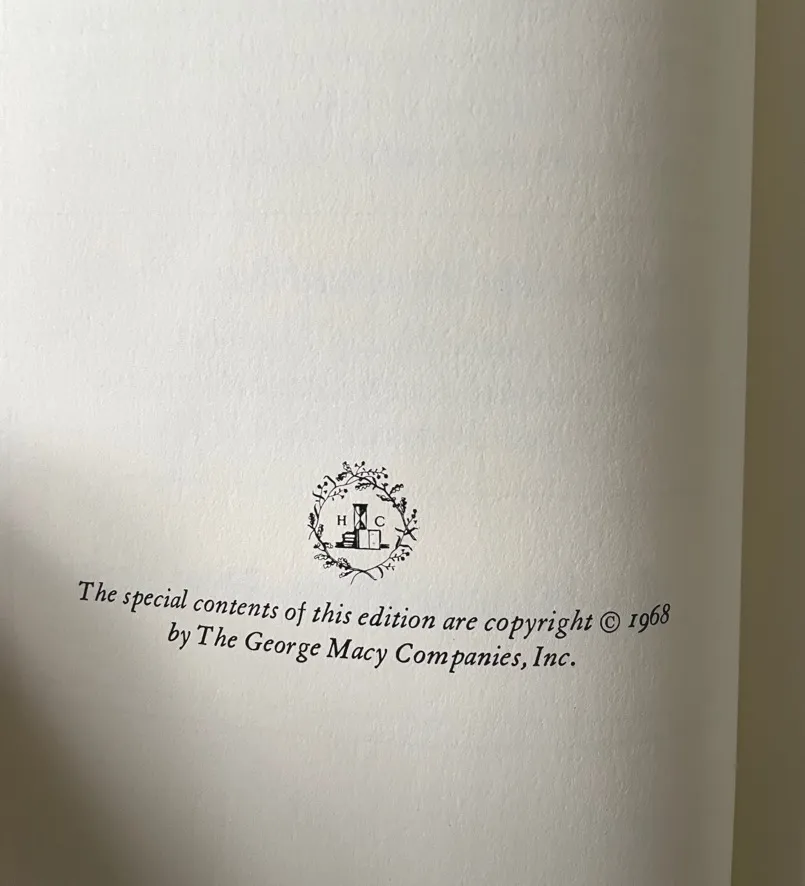 H C
The special contents of this edition are copyright © 1968
by The George Macy Companies, Inc.